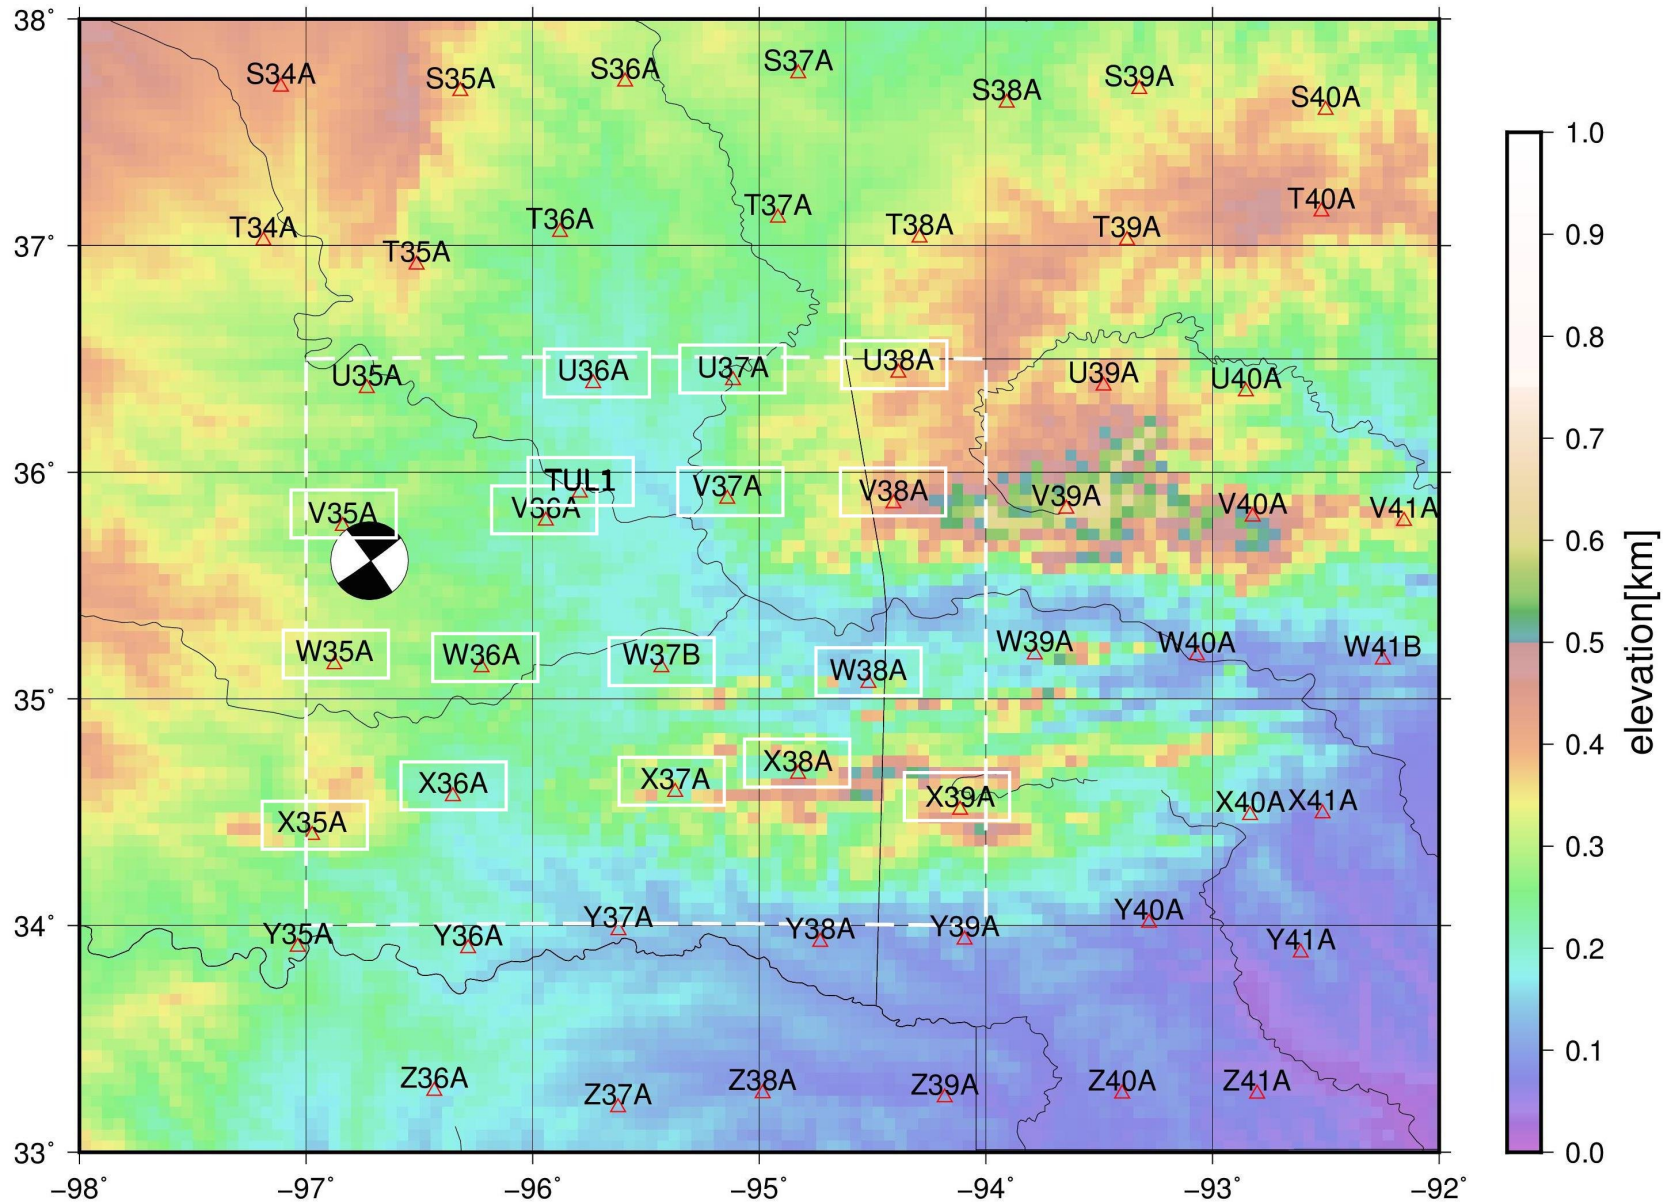 38°
37°
36°
35°
34°
33°
−98
−97
−96
−95
−94
−93
−92
S34A
S35A
S36A
S37A
S38A
S39A
S40A
T34A
T35A
T36A
T37A
T38A
T39A
T40A
U35A
U36A
U37A
U38A
U39A
U40A
TUL1
V35A
V36A
V37A
V38A
V39A
V40A
V41A
W35A
W36A
W37B
W38A
W39A
W40A
W41B
X35A
X36A
X37A
X38A
X39A
X40A
X41A
Y35A
Y36A
Y37A
Y38A
Y39A
Y40A
Y41A
Z36A
Z37A
Z38A
Z39A
Z40A
Z41A
1.0
0.9
0.8
0.7
0.6
0.5
0.4
0.3
0.2
0.1
0.0
elevation[km]